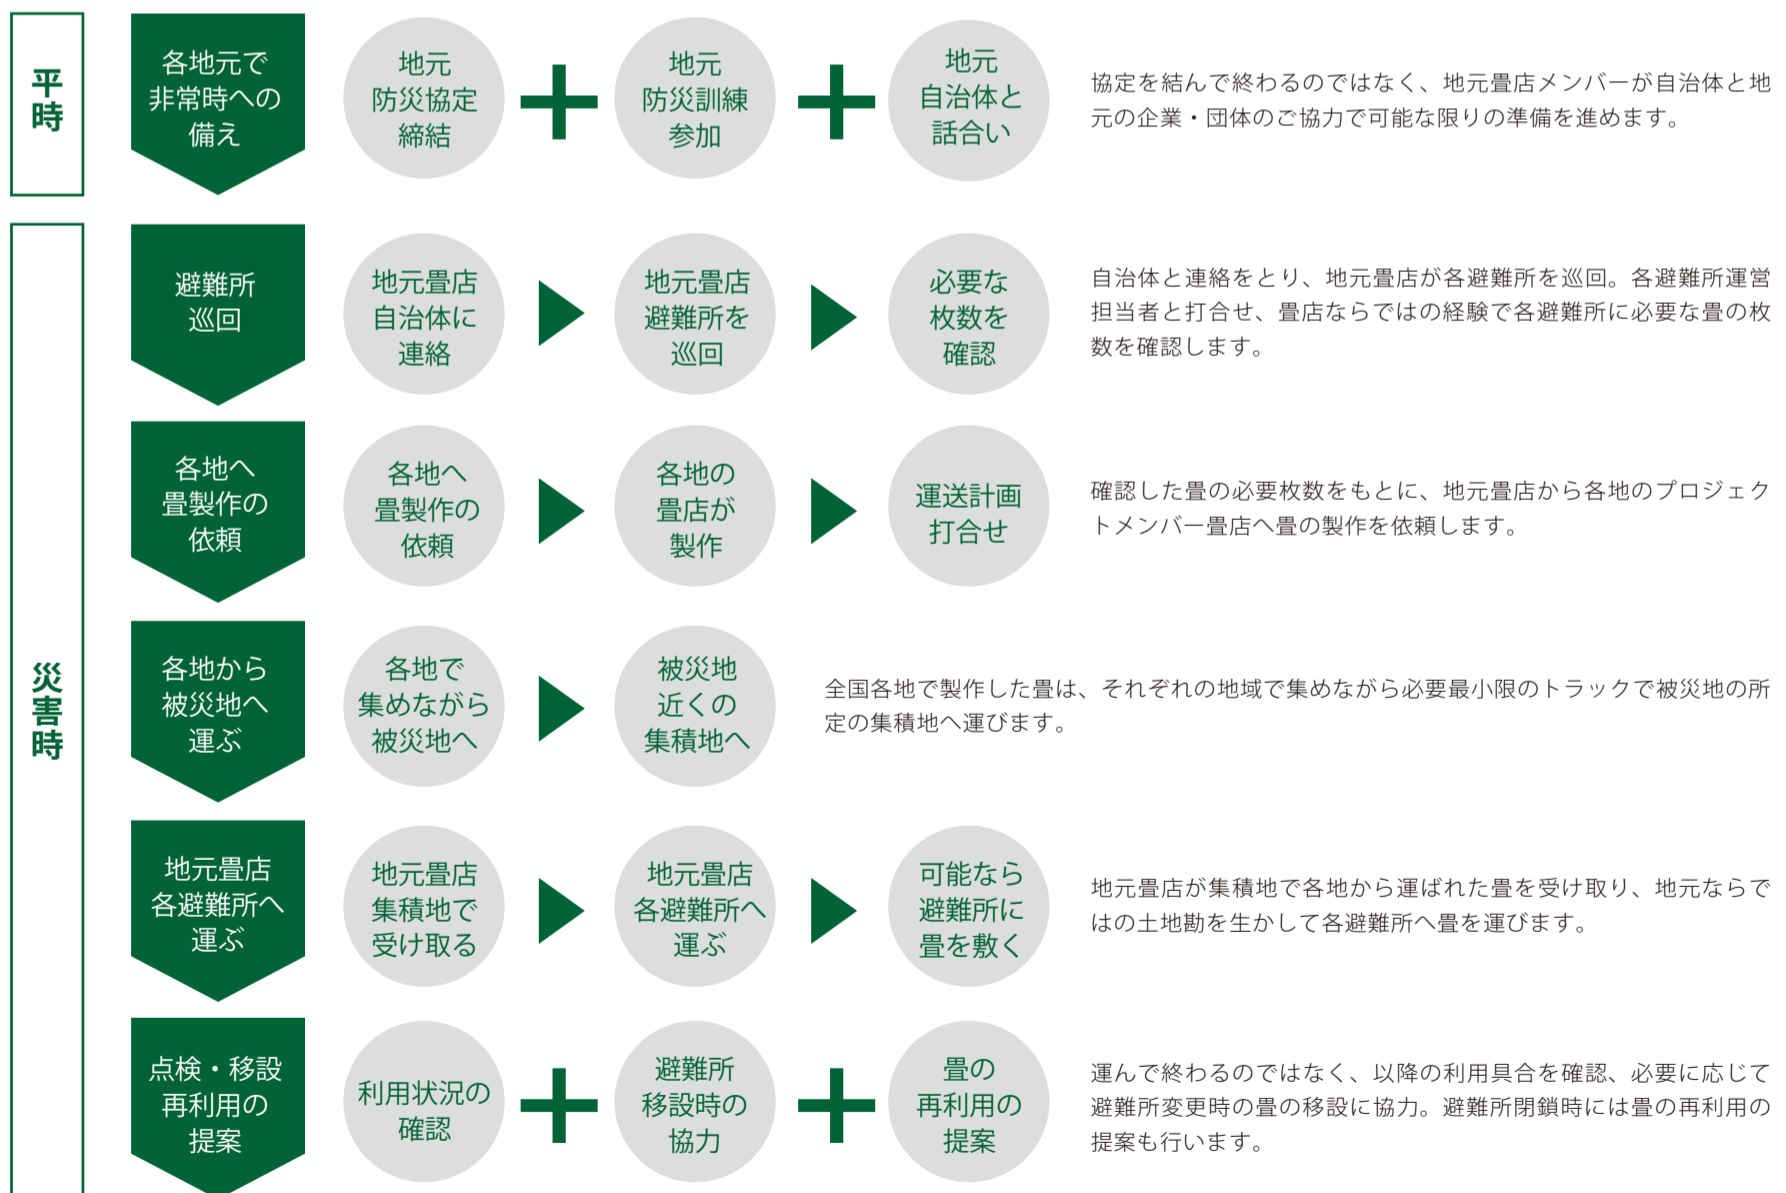 平時
各地元で
非常時への
備え
地元
防災協定
締結
地元
防災訓練
参加
地元
自治体と
話合い
協定を結んで終わるのではなく、地元畳店メンバーが自治体と地
元の企業・団体のご協力で可能な限りの準備を進めます。
災害時
避難所
巡回
地元畳店
自治体に
連絡
地元畳店
避難所を
巡回
必要な
枚数を
確認
自治体と連絡をとり、地元畳店が各避難所を巡回。各避難所運営
担当者と打合せ、畳店ならではの経験で各避難所に必要な畳の枚
数を確認します。
各地へ
畳製作の
依頼
各地へ
畳製作の
依頼
各地の
畳店が
製作
運送計画
打合せ
確認した畳の必要枚数をもとに、地元畳店から各地のプロジェク
トメンバー畳店へ畳の製作を依頼します。
各地から
被災地へ
運ぶ
各地で
集めながら
被災地へ
被災地
近くの
集積地へ
全国各地で製作した畳は、それぞれの地域で集めながら必要最小限のトラックで被災地の所
定の集積地へ運びます。
地元畳店
各避難所へ
運ぶ
地元畳店
集積地で
受け取る
地元畳店
各避難所へ
運ぶ
可能なら
避難所に
畳を敷く
地元畳店が集積地で各地から運ばれた畳を受け取り、地元ならで
はの土地勘を生かして各避難所へ畳を運びます。
点検・移設
再利用の
提案
利用状況の
確認
避難所
移設時の
協力
畳の
再利用の
提案
運んで終わるのではなく、以降の利用具合を確認、必要に応じて
避難所変更時の畳の移設に協力。避難所閉鎖時には畳の再利用の
提案も行います。